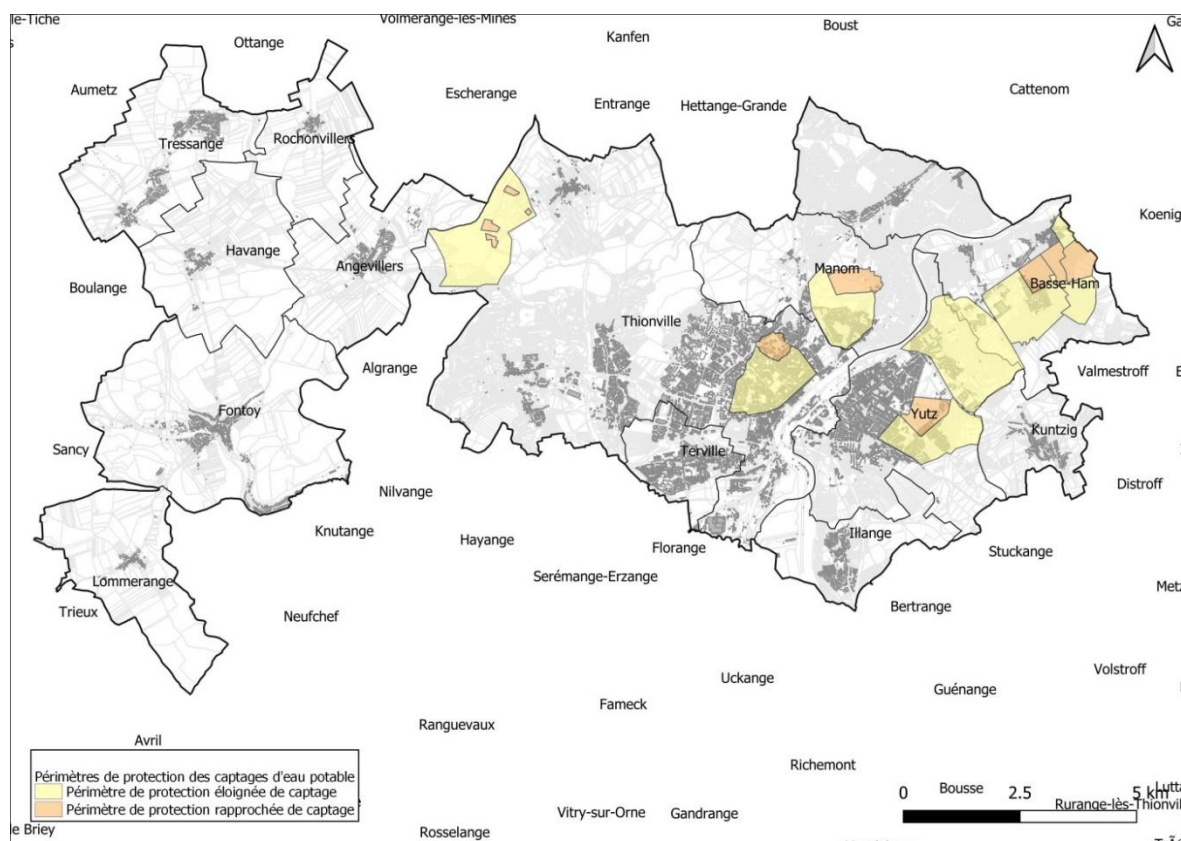 le-Tiche
Volmerange-les-Mines
Boust
Ga
Ottange
Kanfen
Aumetz
Escherange
Entrange
Hettange-Grande
Cattenom
Tressange
Rochonvillers
Koenig
Havange
Angevillers
Manom
Basse-Ham
Boulange
Thionville
Algrange
Valmestroff
Fontoy
Yutz
Kuntzig
Sancy
Terville
Nilvange
Distroff
Knutange
Hayange
Florange
Illange
Stuckange
Lommerange
Serémange-Erzange
Metz
Trieux
Neufchef
Bertrange
Volstroff
Uckange
Guénange
Fameck
Ranguevaux
Avril
Richemont
Périmètres de protection des captages d'eau potable
Périmètre de protection éloignée de captage
Périmètre de protection rapprochée de captage
0 2.5 5 km
Bousse
Lutta
Rurange-lès-Thionvil
Vitry-sur-Orne
Gandrange
le Briey
Rosselange